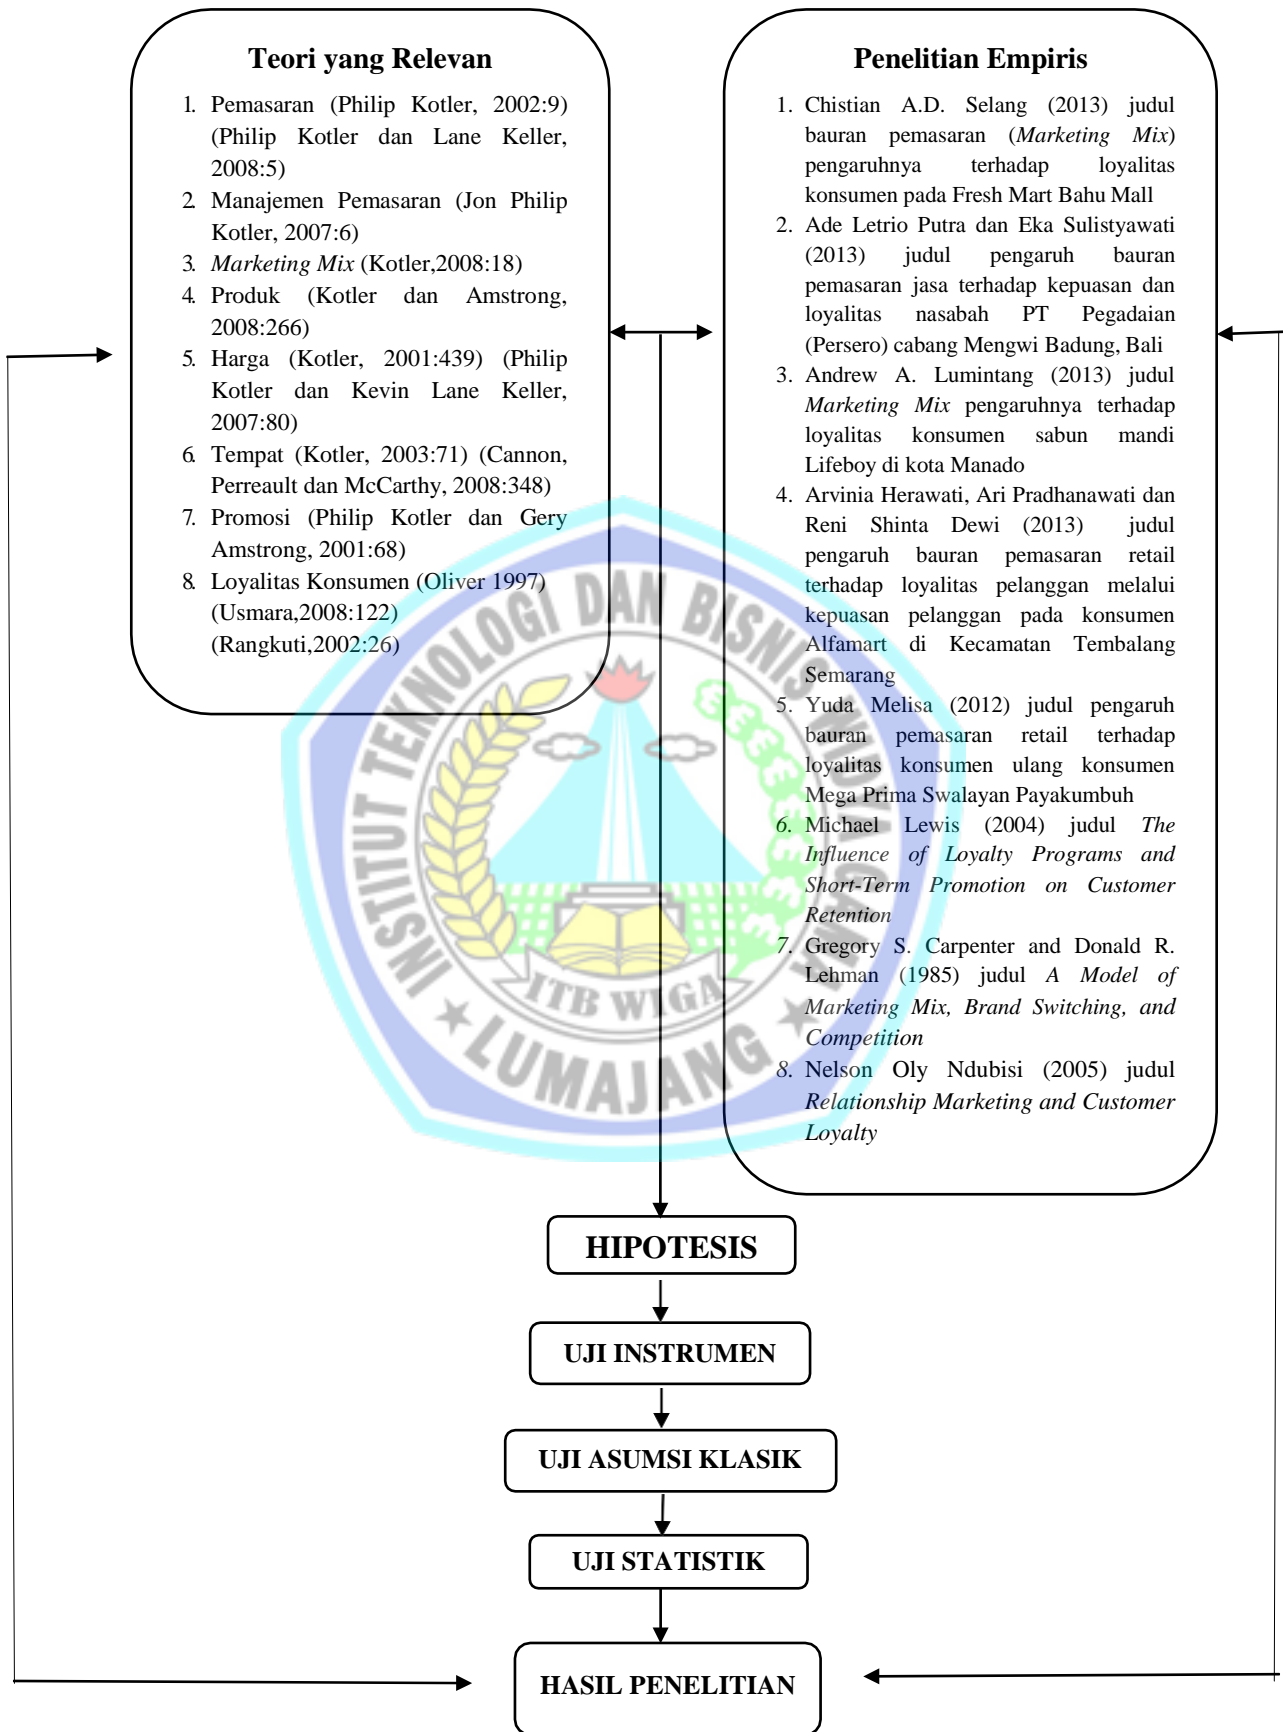 Teori yang Relevan
1. Pemasaran (Philip Kotler, 2002:9)
(Philip Kotler dan Lane Keller,
2008:5)
2. Manajemen Pemasaran (Jon Philip
Kotler, 2007:6)
3. Marketing Mix (Kotler,2008:18)
4. Produk (Kotler dan Amstrong,
2008:266)
5. Harga (Kotler, 2001:439) (Philip
Kotler dan Kevin Lane Keller,
2007:80)
6. Tempat (Kotler, 2003:71) (Cannon,
Perreault dan McCarthy, 2008:348)
7. Promosi (Philip Kotler dan Gery
Amstrong, 2001:68)
8. Loyalitas Konsumen (Oliver 1997)
(Usmara,2008:122)
(Rangkuti,2002:26)
Penelitian Empiris
1. Chistian A.D. Selang (2013) judul
bauran pemasaran (Marketing Mix)
pengaruhnya terhadap loyalitas
konsumen pada Fresh Mart Bahu Mall
2. Ade Letrio Putra dan Eka Sulistyawati
(2013) judul pengaruh bauran
pemasaran jasa terhadap kepuasan dan
loyalitas nasabah PT Pegadaian
(Persero) cabang Mengwi Badung, Bali
3. Andrew A. Lumintang (2013) judul
Marketing Mix pengaruhnya terhadap
loyalitas konsumen sabun mandi
Lifeboy di kota Manado
4. Arvinia Herawati, Ari Pradhanawati dan
Reni Shinta Dewi (2013) judul
pengaruh bauran pemasaran retail
terhadap loyalitas pelanggan melalui
kepuasan pelanggan pada konsumen
Alfamart di Kecamatan Tembalang
Semarang
5. Yuda Melisa (2012) judul pengaruh
bauran pemasaran retail terhadap
loyalitas konsumen ulang konsumen
Mega Prima Swalayan Payakumbuh
6. Michael Lewis (2004) judul The
Influence of Loyalty Programs and
Short-Term Promotion on Customer
Retention
7. Gregory S. Carpenter and Donald R.
Lehman (1985) judul A Model of
Marketing Mix, Brand Switching, and
Competition
8. Nelson Oly Ndubisi (2005) judul
Relationship Marketing and Customer
Loyalty
INSTITUT TEKNOLOGI DAN BISNIS WIDYA GAMA
ITB WIGA
LUMAJANG
HIPOTESIS
UJI INSTRUMEN
UJI ASUMSI KLASIK
UJI STATISTIK
HASIL PENELITIAN